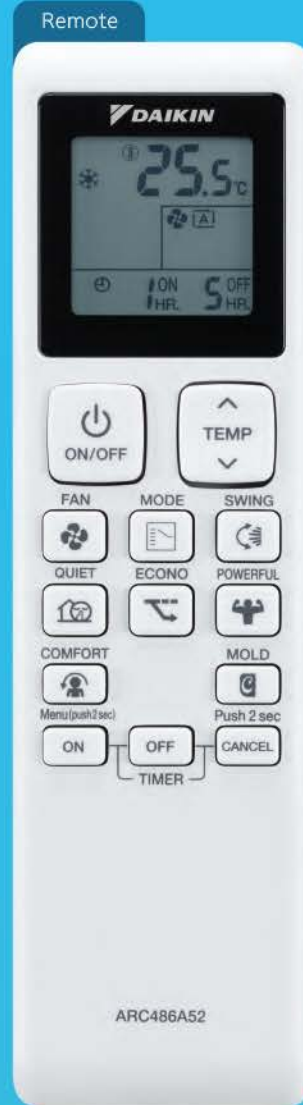 Remote
DAIKIN
25.5℃
A
1 ON HR. 5 OFF HR.
ON/OFF
TEMP
FAN MODE SWING
QUIET ECONO POWERFUL
COMFORT MOLD
Menu(push2sec) Push 2 sec
ON OFF CANCEL
TIMER
ARC486A52